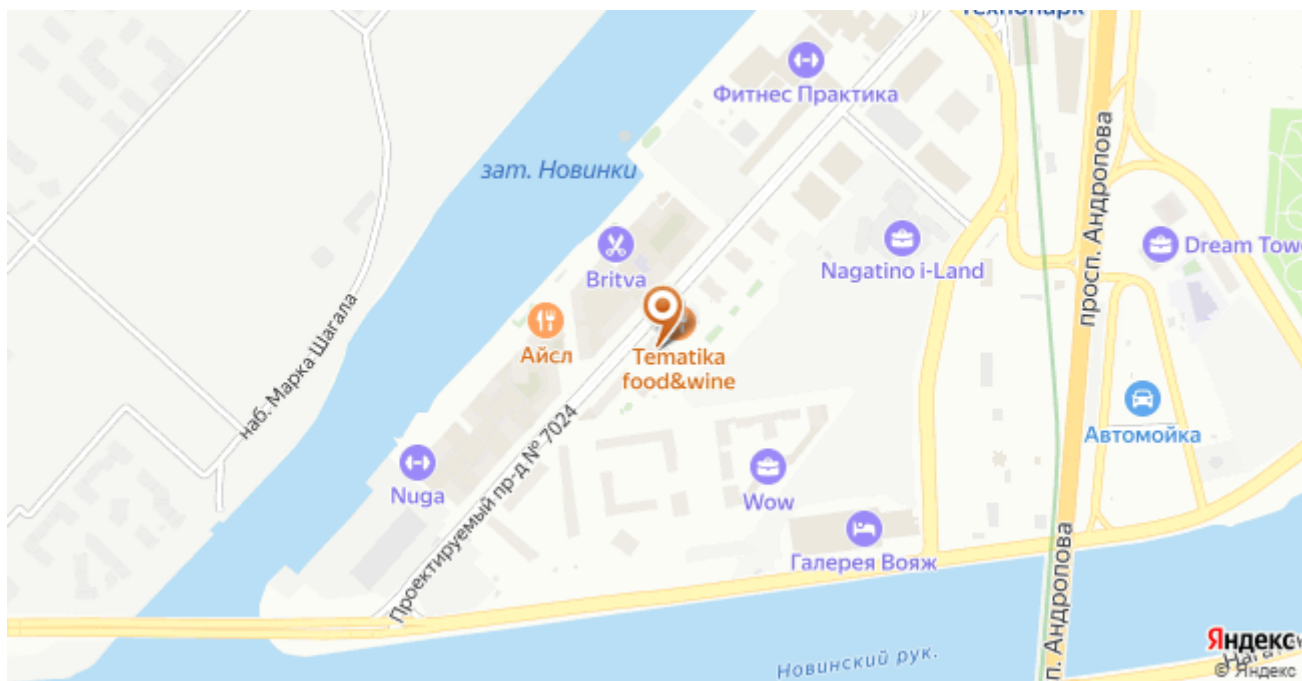 Технопарк
Фитнес Практика
просп. Андропова
зат. Новинки
Nagatino i-Land
Dream Tow
Britva
наб. Марка Шагала
Айсл
Tematika
food&wine
Проектируемый пр-д № 7024
Автомойка
Nuga
Wow
Галерея Вояж
п. Андропова
Новинский рук.
Яндекс
Нагат
© Яндекс